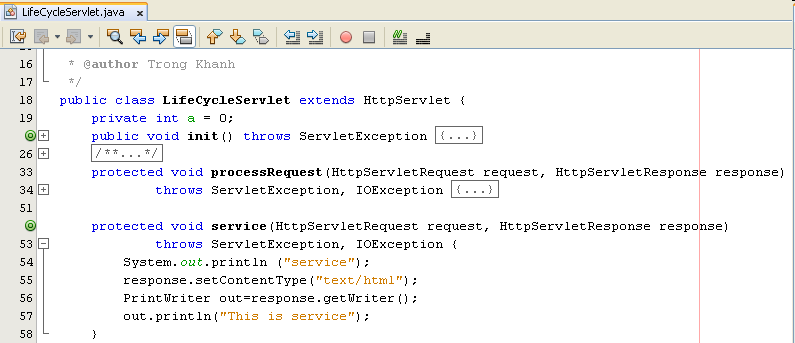 LifeCycleServlet.java x
16 * @author Trong Khanh
17 */
18 public class LifeCycleServlet extends HttpServlet {
19 private int a = 0;
public void init() throws ServletException {...}
26 /**...*/
33 protected void processRequest(HttpServletRequest request, HttpServletResponse response)
34 throws ServletException, IOException {...}
51
protected void service(HttpServletRequest request, HttpServletResponse response)
53 throws ServletException, IOException {
54 System.out.println ("service");
55 response.setContentType("text/html");
56 PrintWriter out=response.getWriter();
57 out.println("This is service");
58 }